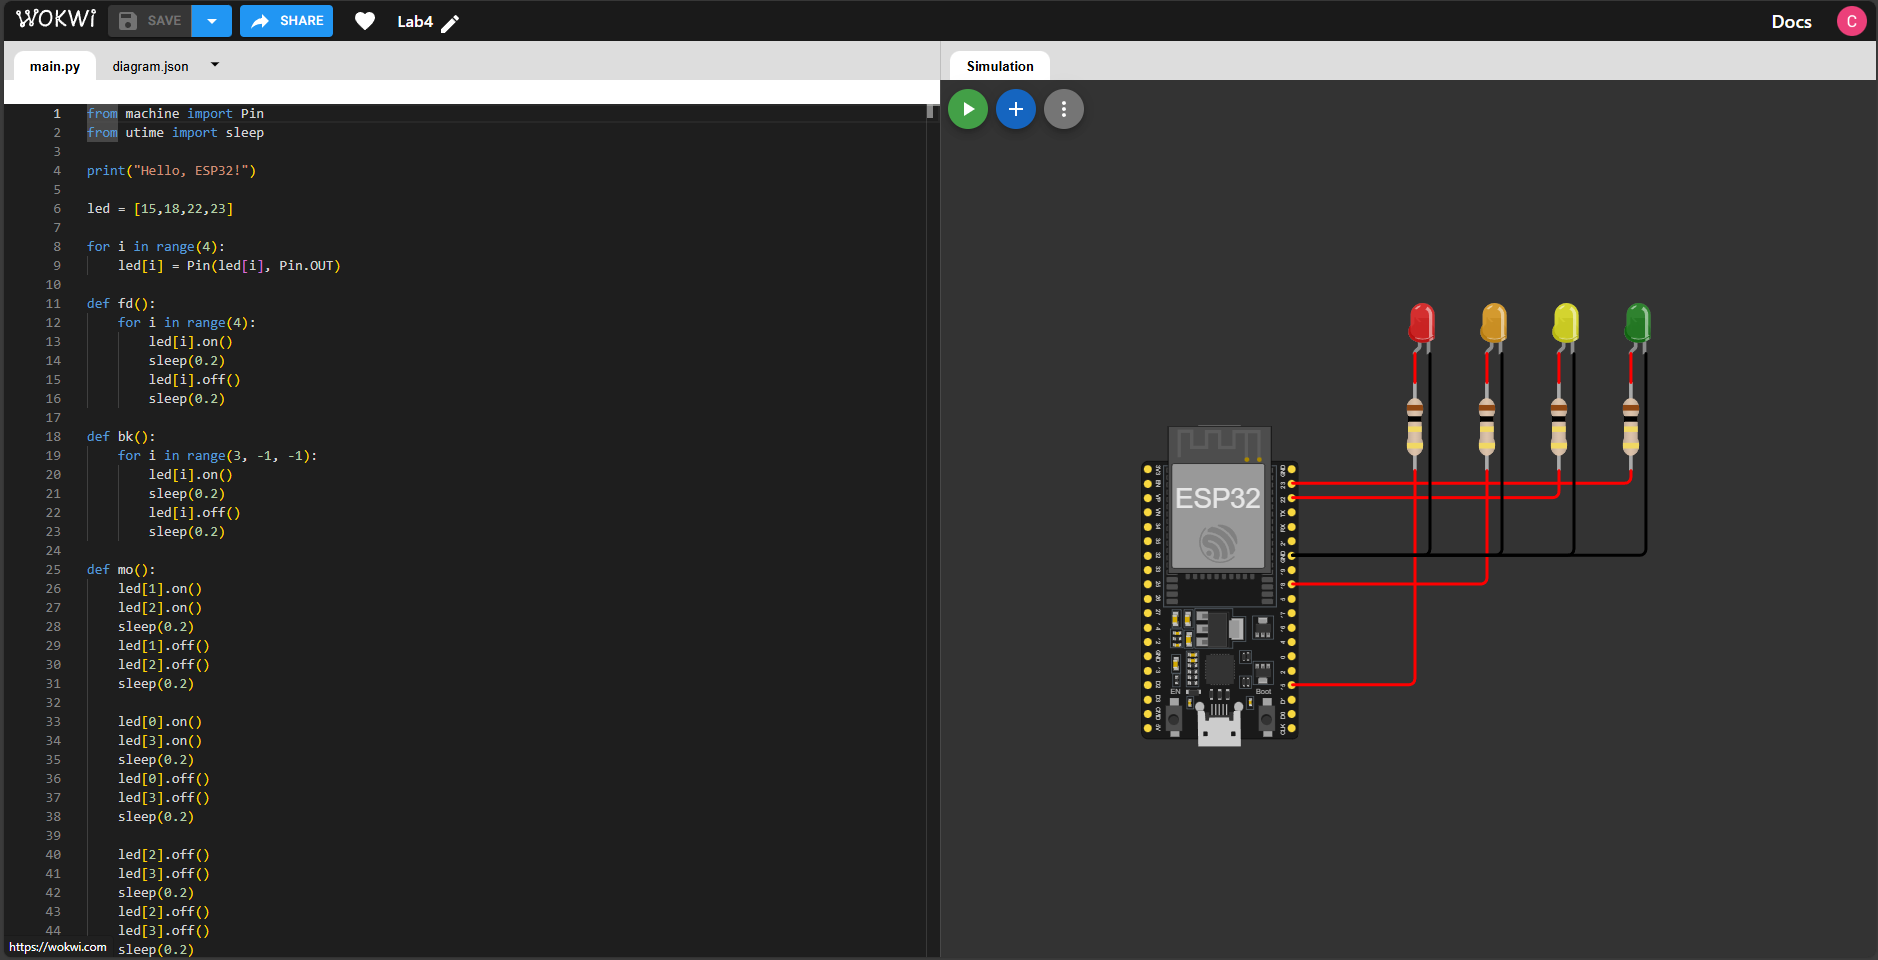 WOKWI SAVE SHARE Lab4 Docs C
main.py diagram.json
Simulation
1 from machine import Pin
2 from utime import sleep
3
4 print("Hello, ESP32!")
5
6 led = [15,18,22,23]
7
8 for i in range(4):
9 led[i] = Pin(led[i], Pin.OUT)
10
11 def fd():
12 for i in range(4):
13 led[i].on()
14 sleep(0.2)
15 led[i].off()
16 sleep(0.2)
17
18 def bk():
19 for i in range(3, -1, -1):
20 led[i].on()
21 sleep(0.2)
22 led[i].off()
23 sleep(0.2)
24
25 def mo():
26 led[1].on()
27 led[2].on()
28 sleep(0.2)
29 led[1].off()
30 led[2].off()
31 sleep(0.2)
32
33 led[0].on()
34 led[3].on()
35 sleep(0.2)
36 led[0].off()
37 led[3].off()
38 sleep(0.2)
39
40 led[2].off()
41 led[3].off()
42 sleep(0.2)
43 led[2].off()
44 led[3].off()
sleep(0.2)
https://wokwi.com
ESP32
EN
Boot